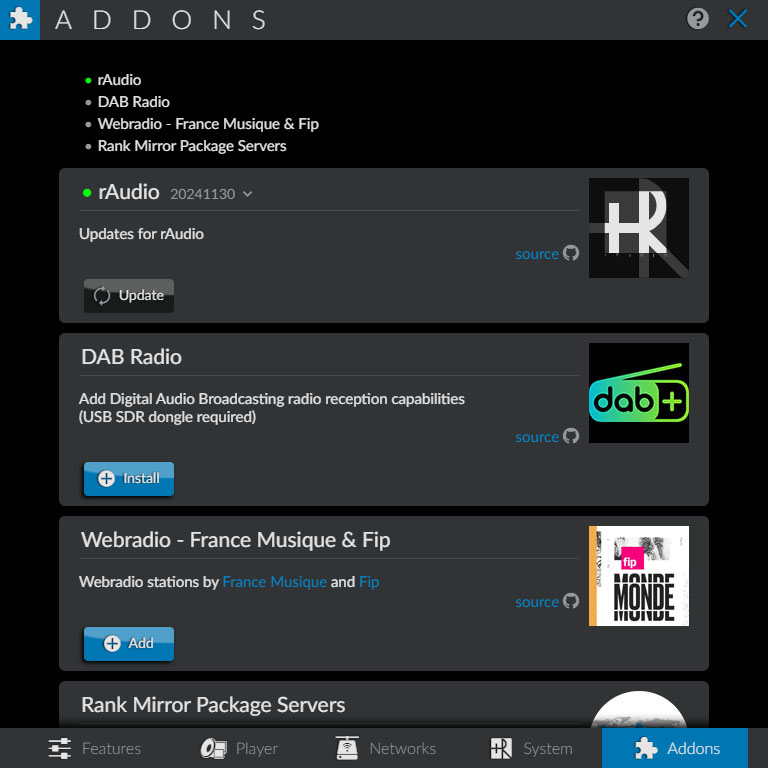 ADDONS
rAudio
DAB Radio
Webradio - France Musique & Fip
Rank Mirror Package Servers
rAudio 20241130
Updates for rAudio
source
Update
DAB Radio
Add Digital Audio Broadcasting radio reception capabilities
(USB SDR dongle required)
source
dab+
Install
Webradio - France Musique & Fip
Webradio stations by France Musique and Fip
source
fip
MONDE
MONDE
Add
Rank Mirror Package Servers
Features
Player
Networks
System
Addons